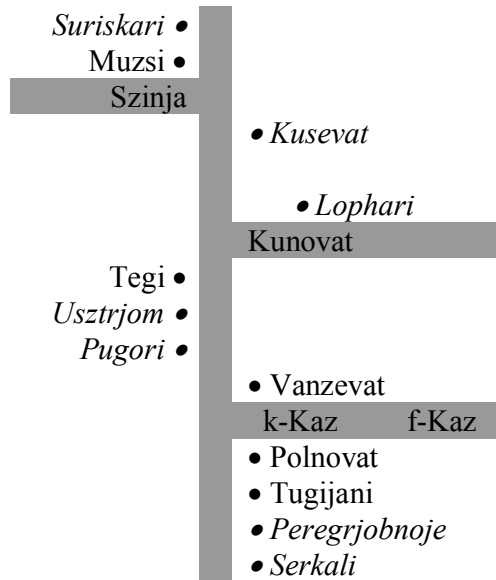 Suriskari •
Muzsi •
Szinja
• Kusevat
• Lophari
Kunovat
Tegi •
Usztrjom •
Pugori •
• Vanzevat
k-Kaz f-Kaz
• Polnovat
• Tugijani
• Peregrjobnoje
• Serkali